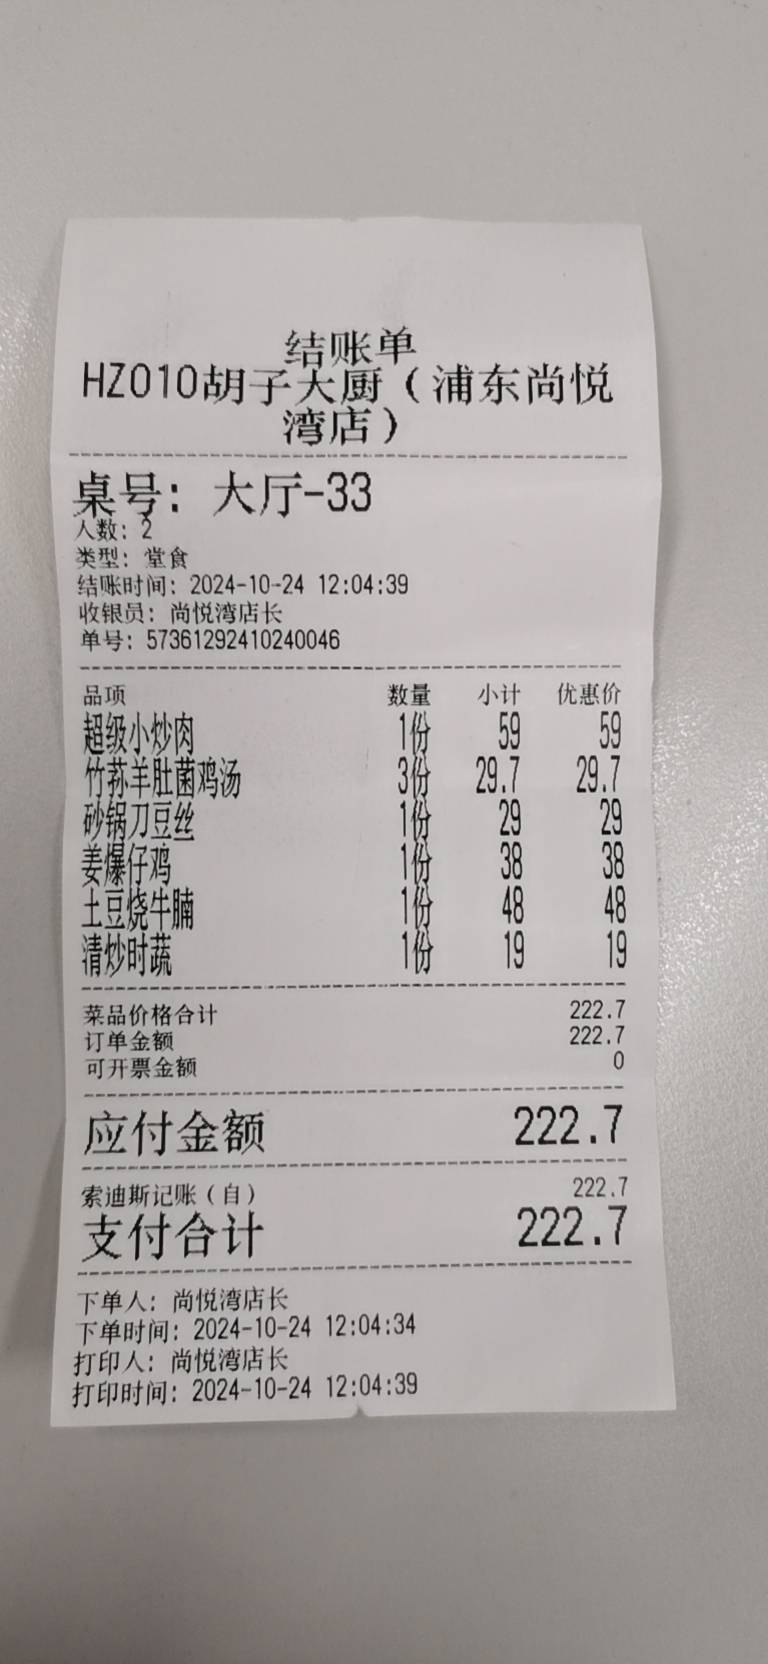 结账单
HZ010胡子大厨（浦东尚悦
湾店）
桌号：大厅-33
人数：2
类型：堂食
结账时间：2024-10-24 12:04:39
收银员：尚悦湾店长
单号：57361292410240046
品项 数量 小计 优惠价
超级小炒肉 1份 59 59
竹荪羊肚菌鸡汤 3份 29.7 29.7
砂锅刀豆丝 1份 29 29
姜爆仔鸡 1份 38 38
土豆烧牛腩 1份 48 48
清炒时蔬 1份 19 19
菜品价格合计 222.7
订单金额 222.7
可开票金额 0
应付金额 222.7
索迪斯记账（自） 222.7
支付合计 222.7
下单人：尚悦湾店长
下单时间：2024-10-24 12:04:34
打印人：尚悦湾店长
打印时间：2024-10-24 12:04:39